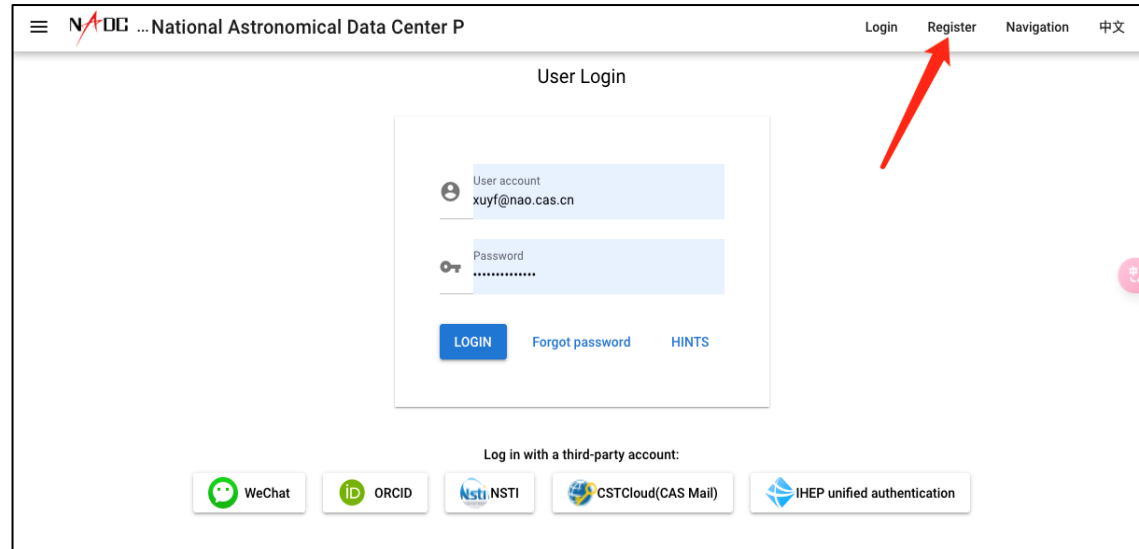 NADC ... National Astronomical Data Center P Login Register Navigation 中文
User Login
User account
xuyf@nao.cas.cn
Password
••••••••••••••
LOGIN Forgot password HINTS
Log in with a third-party account:
WeChat iD ORCID Nsti NSTI CSTCloud(CAS Mail) IHEP unified authentication